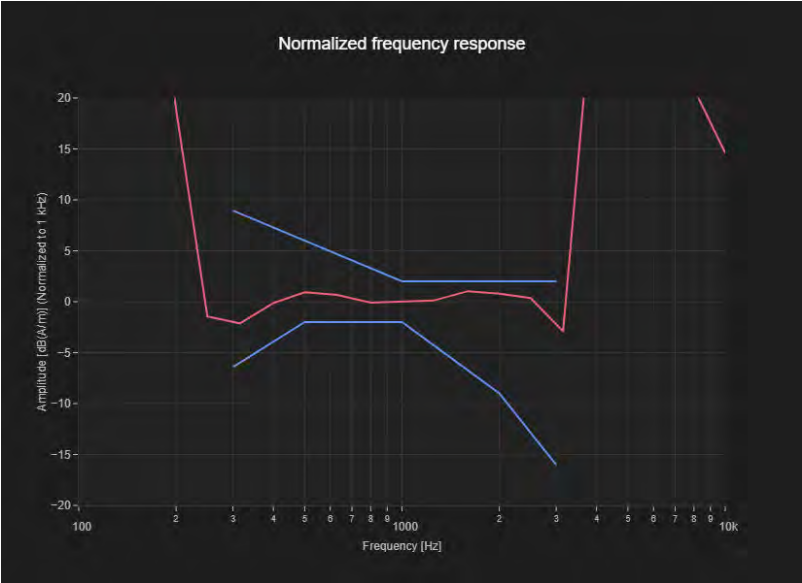 Normalized frequency response
Amplitude [dB(A/m)] (Normalized to 1 kHz)
20
15
10
5
0
−5
−10
−15
−20
100 2 3 4 5 6 7 8 9 1000 2 3 4 5 6 7 8 9 10k
Frequency [Hz]